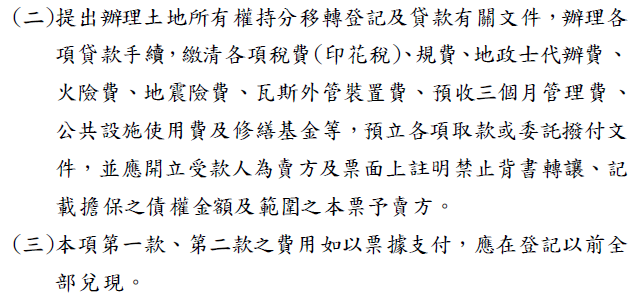 (二)提出辦理土地所有權持分移轉登記及貸款有關文件，辦理各
項貸款手續，繳清各項稅費(印花稅)、規費、地政士代辦費、
火險費、地震險費、瓦斯外管裝置費、預收三個月管理費、
公共設施使用費及修繕基金等，預立各項取款或委託撥付文
件，並應開立受款人為賣方及票面上註明禁止背書轉讓、記
載擔保之債權金額及範圍之本票予賣方。
(三)本項第一款、第二款之費用如以票據支付，應在登記以前全
部兌現。